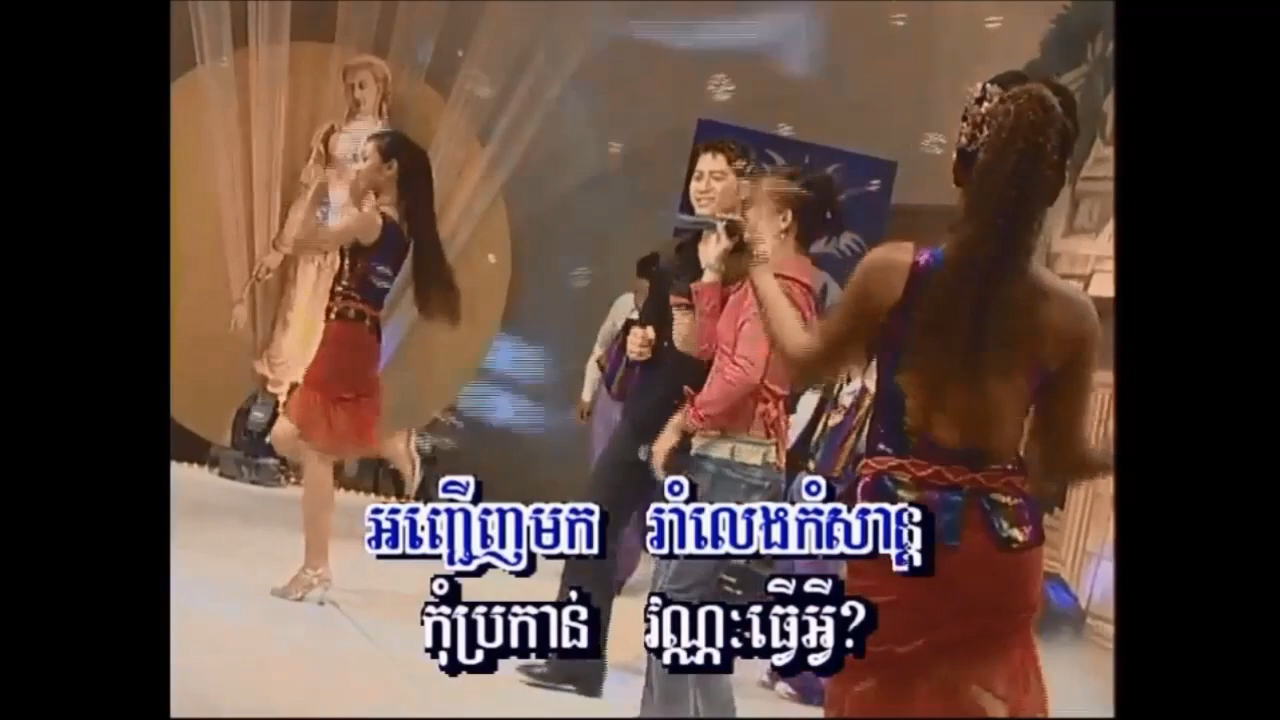 អញ្ជើញមក រាំលេងកំសាន្ត
កុំប្រកាន់ វណ្ណៈធ្វើអ្វី?